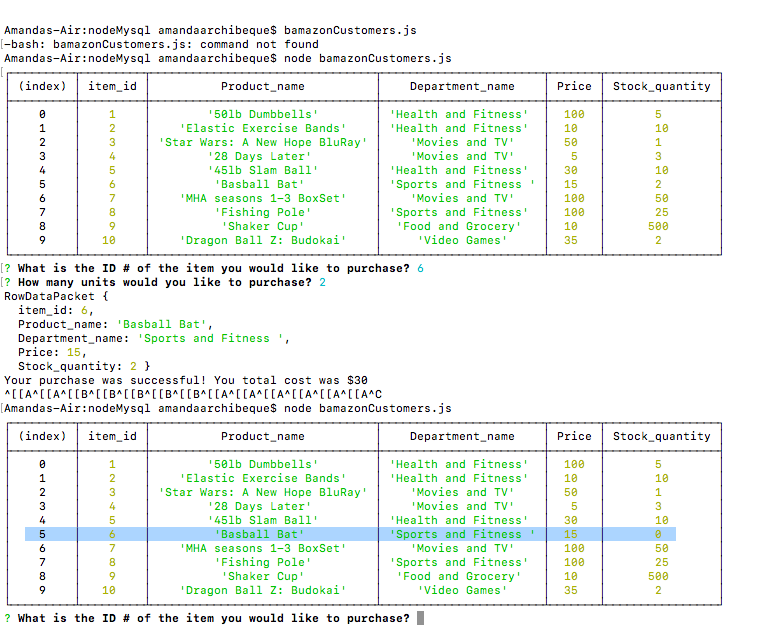 Amandas-Air:nodeMysql amandaarchibeque$ bamazonCustomers.js
[-bash: bamazonCustomers.js: command not found
Amandas-Air:nodeMysql amandaarchibeque$ node bamazonCustomers.js
[
(index) item_id Product_name Department_name Price Stock_quantity
0 1 '50lb Dumbbells' 'Health and Fitness' 100 5
1 2 'Elastic Exercise Bands' 'Health and Fitness' 10 10
2 3 'Star Wars: A New Hope BluRay' 'Movies and TV' 50 1
3 4 '28 Days Later' 'Movies and TV' 5 3
4 5 '45lb Slam Ball' 'Health and Fitness' 30 10
5 6 'Basball Bat' 'Sports and Fitness ' 15 2
6 7 'MHA seasons 1-3 BoxSet' 'Movies and TV' 100 50
7 8 'Fishing Pole' 'Sports and Fitness' 100 25
8 9 'Shaker Cup' 'Food and Grocery' 10 500
9 10 'Dragon Ball Z: Budokai' 'Video Games' 35 2
[? What is the ID # of the item you would like to purchase? 6
[? How many units would you like to purchase? 2
RowDataPacket {
item_id: 6,
Product_name: 'Basball Bat',
Department_name: 'Sports and Fitness ',
Price: 15,
Stock_quantity: 2 }
Your purchase was successful! You total cost was $30
^[[A^[[A^[[B^[[B^[[B^[[B^[[B^[[A^[[A^[[A^[[A^[[A^[[A^C
[Amandas-Air:nodeMysql amandaarchibeque$ node bamazonCustomers.js
(index) item_id Product_name Department_name Price Stock_quantity
0 1 '50lb Dumbbells' 'Health and Fitness' 100 5
1 2 'Elastic Exercise Bands' 'Health and Fitness' 10 10
2 3 'Star Wars: A New Hope BluRay' 'Movies and TV' 50 1
3 4 '28 Days Later' 'Movies and TV' 5 3
4 5 '45lb Slam Ball' 'Health and Fitness' 30 10
5 6 'Basball Bat' 'Sports and Fitness ' 15 0
6 7 'MHA seasons 1-3 BoxSet' 'Movies and TV' 100 50
7 8 'Fishing Pole' 'Sports and Fitness' 100 25
8 9 'Shaker Cup' 'Food and Grocery' 10 500
9 10 'Dragon Ball Z: Budokai' 'Video Games' 35 2
? What is the ID # of the item you would like to purchase?